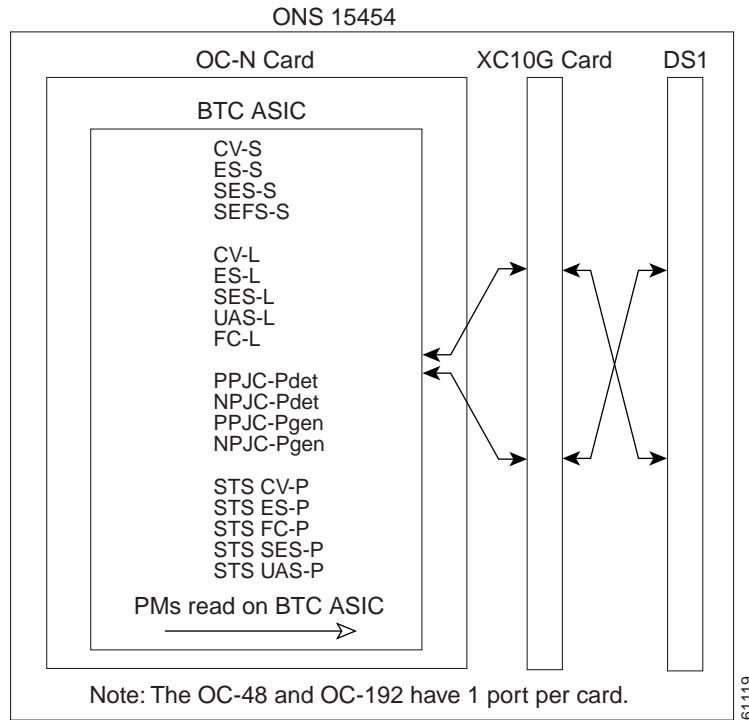 ONS 15454
OC-N Card
XC10G Card
DS1
BTC ASIC
CV-S
ES-S
SES-S
SEFS-S
CV-L
ES-L
SES-L
UAS-L
FC-L
PPJC-Pdet
NPJC-Pdet
PPJC-Pgen
NPJC-Pgen
STS CV-P
STS ES-P
STS FC-P
STS SES-P
STS UAS-P
PMs read on BTC ASIC
Note: The OC-48 and OC-192 have 1 port per card.
61119